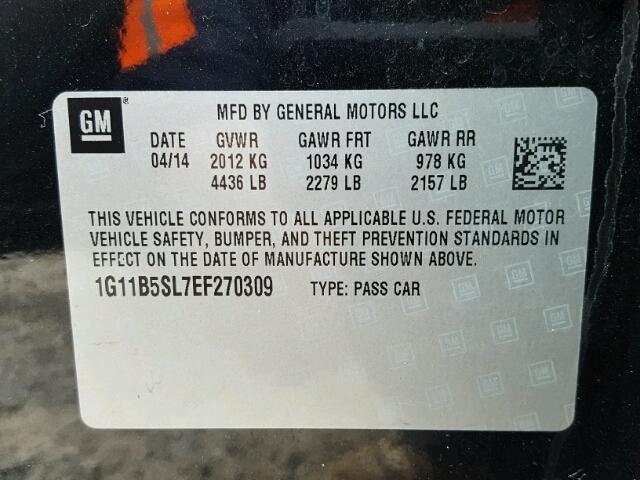 GM®
MFD BY GENERAL MOTORS LLC
DATE GVWR GAWR FRT GAWR RR
04/14 2012 KG 1034 KG 978 KG
4436 LB 2279 LB 2157 LB
THIS VEHICLE CONFORMS TO ALL APPLICABLE U.S. FEDERAL MOTOR
VEHICLE SAFETY, BUMPER, AND THEFT PREVENTION STANDARDS IN
EFFECT ON THE DATE OF MANUFACTURE SHOWN ABOVE.
1G11B5SL7EF270309 TYPE: PASS CAR